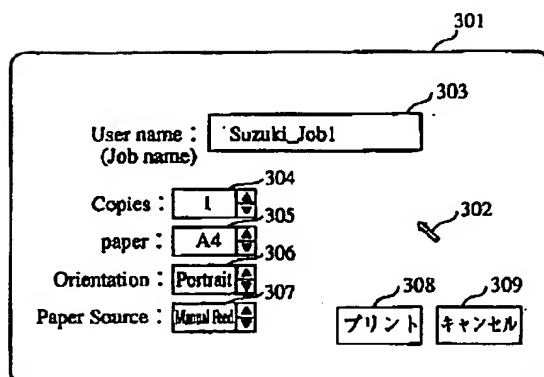 301
303
User name : Suzuki_Job1
(Job name)
304
Copies : 1
305
paper : A4
302
306
Orientation : Portrait
307
308 309
Paper Source : Manual Feed
プリント キャンセル